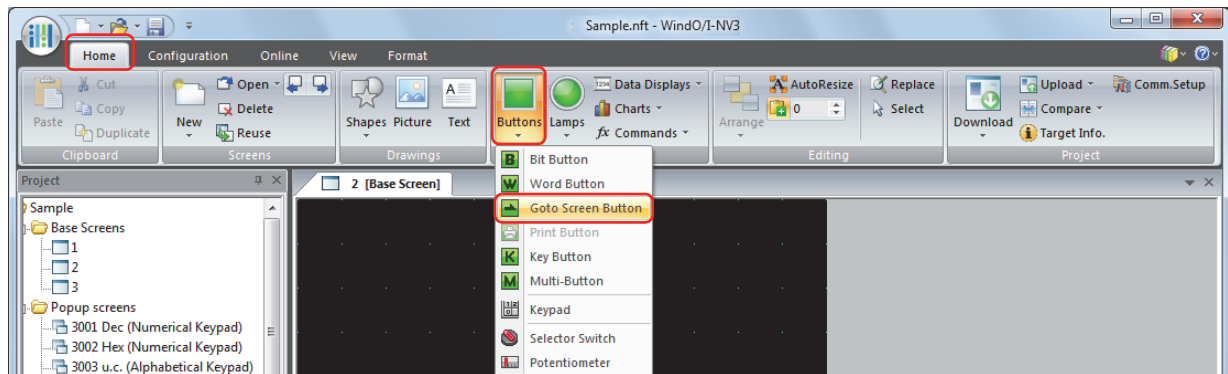 Sample.nft - WindO/I-NV3
Home Configuration Online View Format
Paste
Cut
Copy
Duplicate
Clipboard
New
Open
Delete
Reuse
Screens
Shapes Picture Text
Drawings
Buttons Lamps
1234 Data Displays
Charts
fx Commands
Arrange
AutoResize
0
Replace
Select
Editing
Download
Upload
Compare
Target Info.
Comm.Setup
Project
Project
Sample
Base Screens
1
2
3
Popup screens
3001 Dec (Numerical Keypad)
3002 Hex (Numerical Keypad)
3003 u.c. (Alphabetical Keypad)
2 [Base Screen]
B Bit Button
W Word Button
Goto Screen Button
Print Button
K Key Button
M Multi-Button
Keypad
Selector Switch
Potentiometer